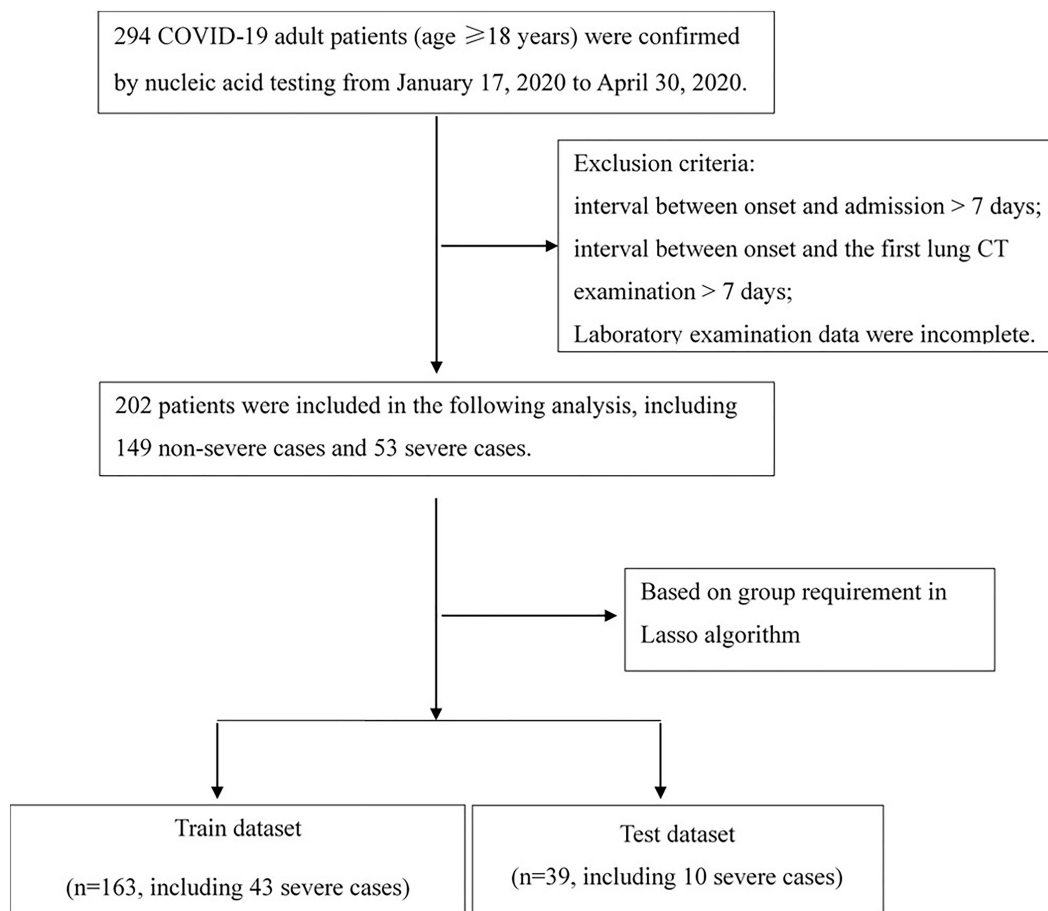 294 COVID-19 adult patients (age ⩾18 years) were confirmed
by nucleic acid testing from January 17, 2020 to April 30, 2020.
Exclusion criteria:
interval between onset and admission > 7 days;
interval between onset and the first lung CT
examination > 7 days;
Laboratory examination data were incomplete.
202 patients were included in the following analysis, including
149 non-severe cases and 53 severe cases.
Based on group requirement in
Lasso algorithm
Train dataset
(n=163, including 43 severe cases)
Test dataset
(n=39, including 10 severe cases)